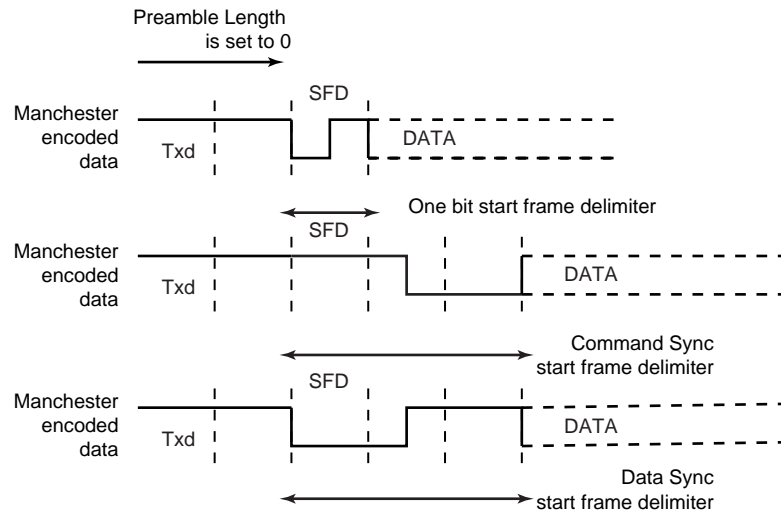 Preamble Length
is set to 0
SFD
Manchester
encoded
data
Txd
DATA
One bit start frame delimiter
SFD
Manchester
encoded
data
Txd
DATA
Command Sync
start frame delimiter
SFD
Manchester
encoded
data
Txd
DATA
Data Sync
start frame delimiter